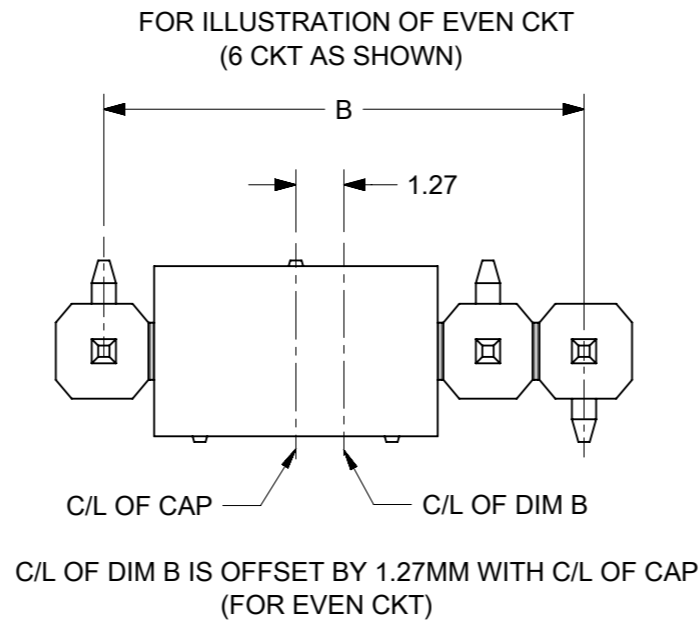 FOR ILLUSTRATION OF EVEN CKT
(6 CKT AS SHOWN)
B
1.27
C/L OF CAP
C/L OF DIM B
C/L OF DIM B IS OFFSET BY 1.27MM WITH C/L OF CAP
(FOR EVEN CKT)